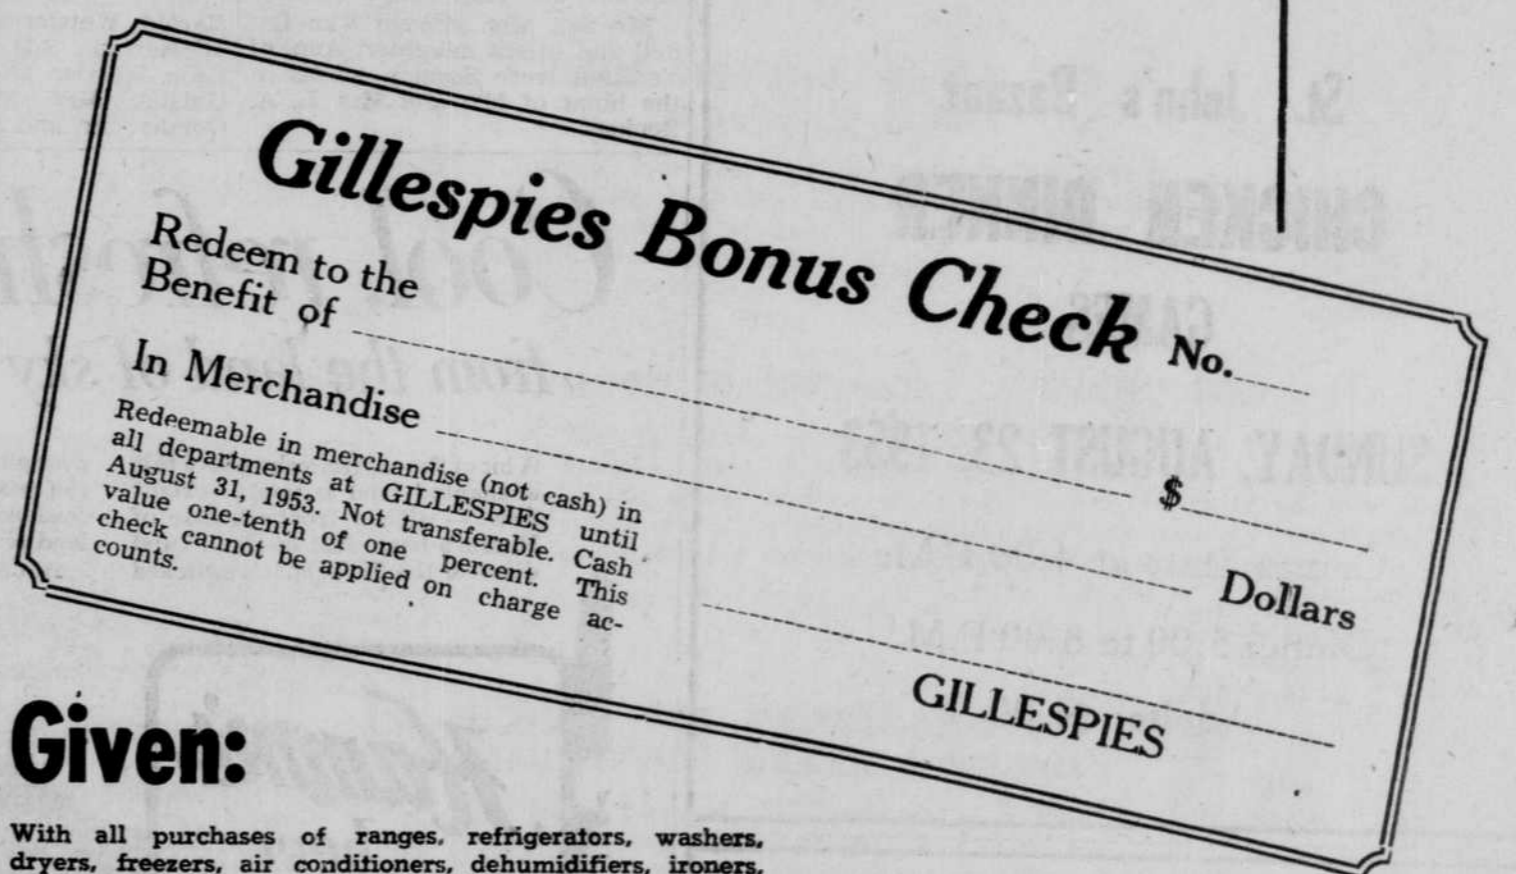 Gillespies Bonus Check No.
Redeem to the
Benefit of
$
In Merchandise
Dollars
Redeemable in merchandise (not cash) in
all departments at GILLESPIES until
August 31, 1953. Not transferable. Cash
value one-tenth of one percent. This
check cannot be applied on charge ac-
counts.
GILLESPIES
Given:
With all purchases of ranges, refrigerators, washers,
dryers, freezers, air conditioners, dehumidifiers, ironers,